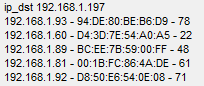 ip_dst 192.168.1.197
192.168.1.93 - 94:DE:80:BE:B6:D9 - 78
192.168.1.60 - D4:3D:7E:54:A0:A5 - 22
192.168.1.89 - BC:EE:7B:59:00:FF - 48
192.168.1.81 - 00:1B:FC:86:4A:DE - 61
192.168.1.92 - D8:50:E6:54:0E:08 - 71